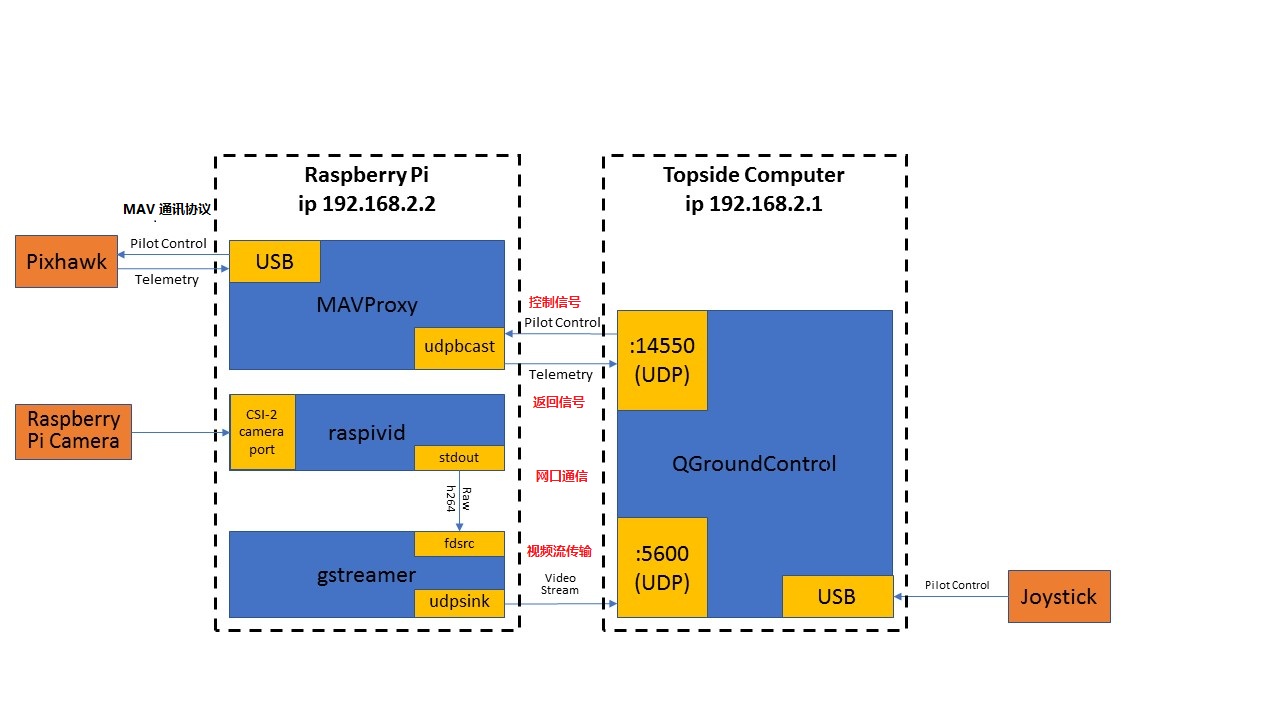 Raspberry Pi
ip 192.168.2.2
Topside Computer
ip 192.168.2.1
MAV 通讯协议
Pixhawk
Pilot Control
Telemetry
USB
MAVProxy
udpbcast
控制信号
Pilot Control
Telemetry
返回信号
:14550
(UDP)
Raspberry
Pi Camera
CSI-2
camera
port
raspivid
stdout
Raw
h264
网口通信
QGroundControl
fdsrc
gstreamer
udpsink
视频流传输
Video
Stream
:5600
(UDP)
USB
Pilot Control
Joystick